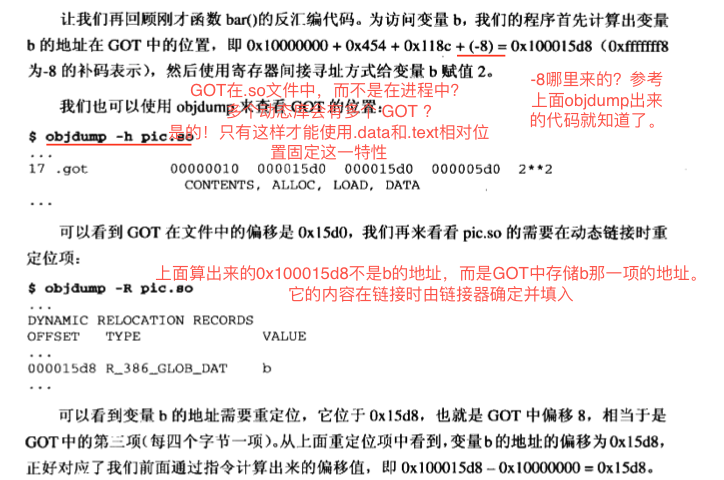 让我们再回顾刚才函数 bar()的反汇编代码。为访问变量 b，我们的程序首先计算出变量
b 的地址在 GOT 中的位置，即 0x10000000 + 0x454 + 0x118c + (-8) = 0x100015d8（0xfffffff8
为-8 的补码表示），然后使用寄存器间接寻址方式给变量 b 赋值 2。
-8哪里来的？参考
上面objdump出来
的代码就知道了。
GOT在.so文件中，而不是在进程中？
我们也可以使用 objdump 来查看 GOT 的位置：
多个动态库会有多个GOT？
是的！只有这样才能使用.data和.text相对位
置固定这一特性
$ objdump -h pic.so
...
17 .got 00000010 000015d0 000015d0 000005d0 2**2
CONTENTS, ALLOC, LOAD, DATA
...
可以看到 GOT 在文件中的偏移是 0x15d0，我们再来看看 pic.so 的需要在动态链接时重
定位项：
上面算出来的0x100015d8不是b的地址，而是GOT中存储b那一项的地址。
它的内容在链接时由链接器确定并填入
$ objdump -R pic.so
...
DYNAMIC RELOCATION RECORDS
OFFSET TYPE VALUE
...
000015d8 R_386_GLOB_DAT b
...
可以看到变量 b 的地址需要重定位，它位于 0x15d8，也就是 GOT 中偏移 8，相当于是
GOT 中的第三项（每四个字节一项）。从上面重定位项中看到，变量 b 的地址的偏移为 0x15d8，
正好对应了我们前面通过指令计算出来的偏移值，即 0x100015d8 – 0x10000000 = 0x15d8。